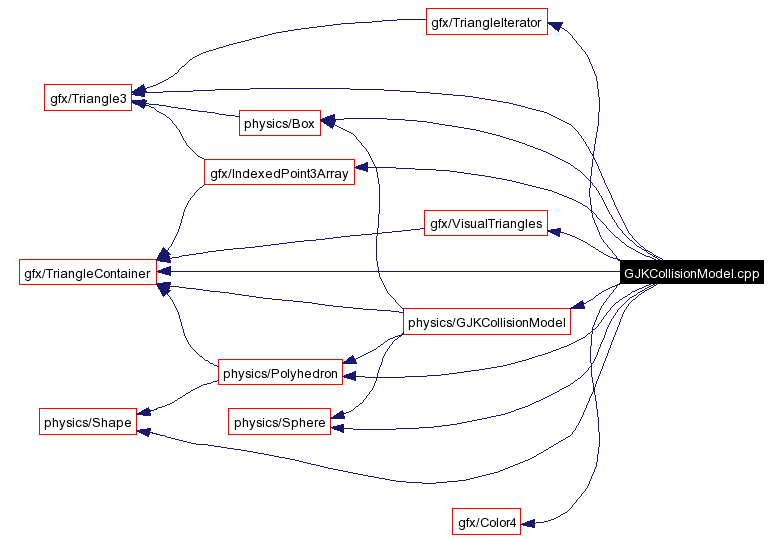 gfx/TriangleIterator
gfx/Triangle3
physics/Box
gfx/IndexedPoint3Array
gfx/VisualTriangles
gfx/TriangleContainer
GJKCollisionModel.cpp
physics/GJKCollisionModel
physics/Polyhedron
physics/Shape
physics/Sphere
gfx/Color4